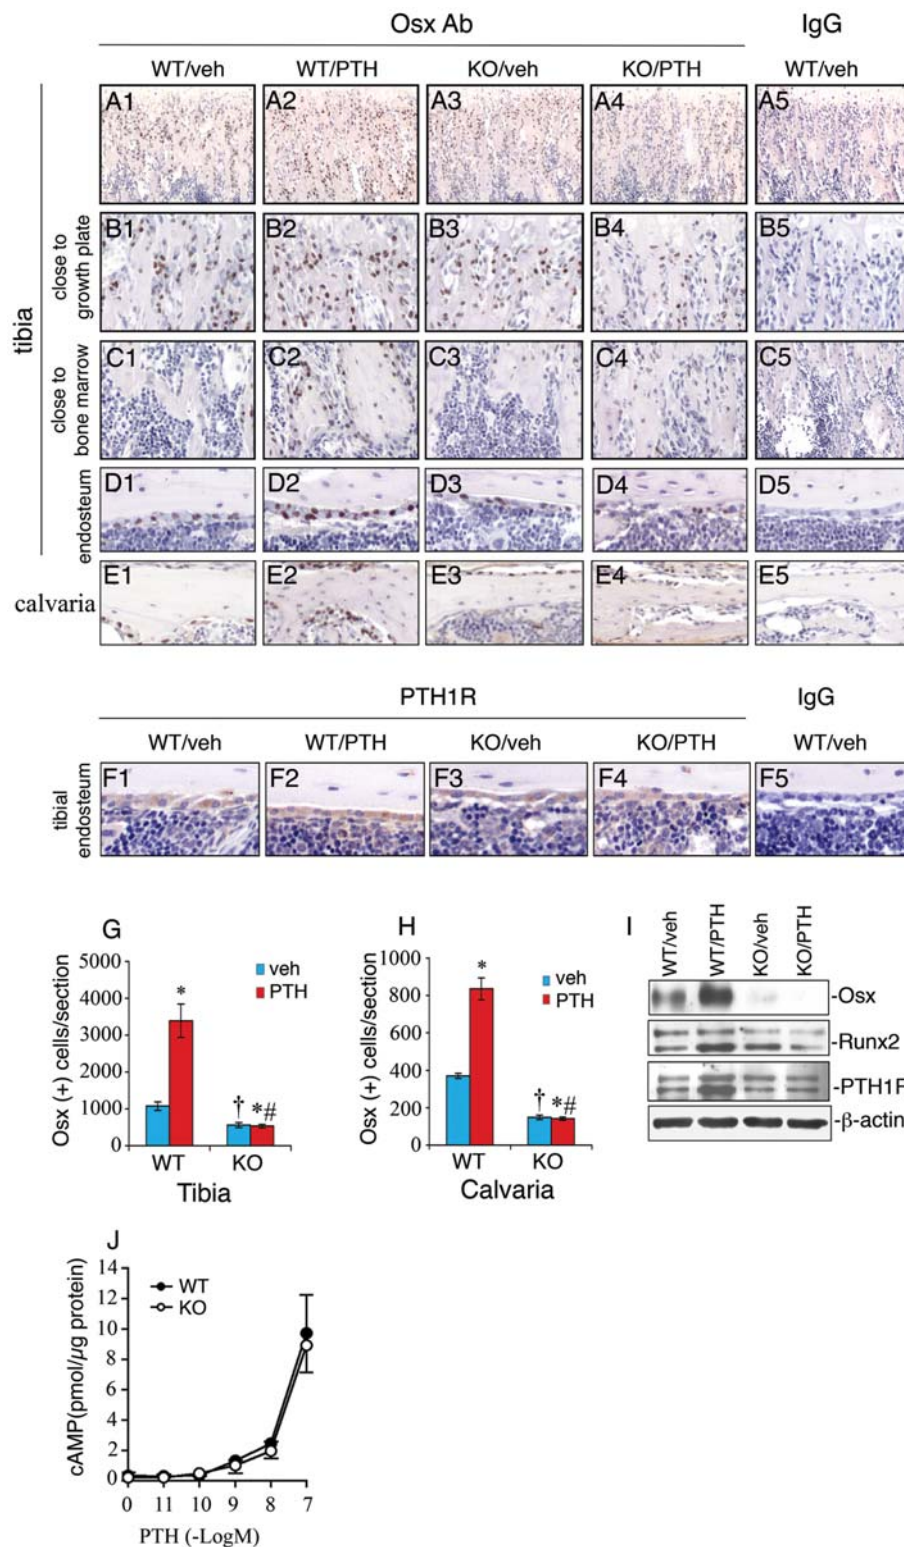 Osx Ab IgG
WT/veh WT/PTH KO/veh KO/PTH WT/veh
A1 A2 A3 A4 A5
tibia
close to
growth plate
B1 B2 B3 B4 B5
close to
bone marrow
C1 C2 C3 C4 C5
endosteum
D1 D2 D3 D4 D5
calvaria
E1 E2 E3 E4 E5
PTH1R IgG
WT/veh WT/PTH KO/veh KO/PTH WT/veh
tibial
endosteum
F1 F2 F3 F4 F5
G
Osx (+) cells/section
5000
4000
3000
2000
1000
0
veh
PTH
*
† *#
WT KO
Tibia
H
Osx (+) cells/section
1000
800
600
400
200
0
veh
PTH
*
† *#
WT KO
Calvaria
I
WT/veh WT/PTH KO/veh KO/PTH
-Osx
-Runx2
-PTH1R
-β-actin
J
cAMP(pmol/µg protein)
14
12
10
8
6
4
2
0
WT
KO
0 11 10 9 8 7
PTH (-LogM)